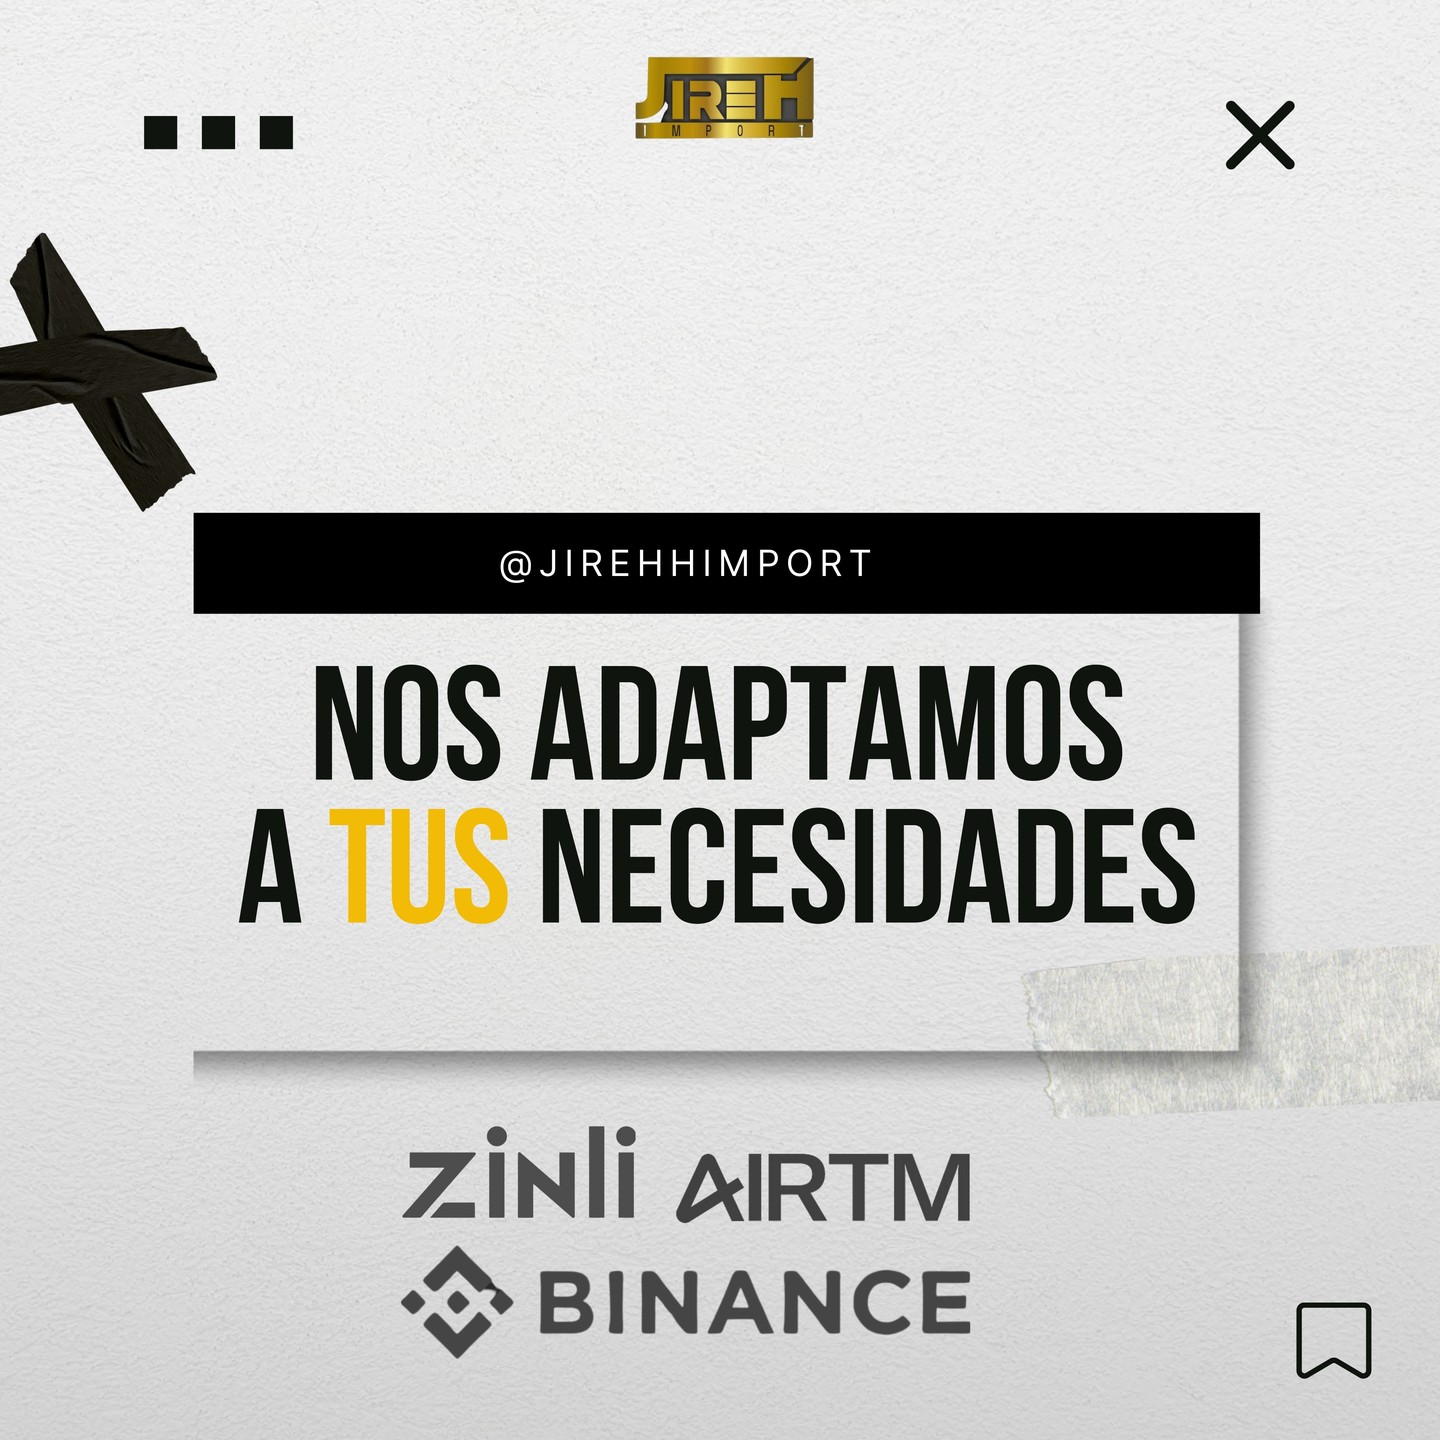 JIREH
IMPORT
@JIREHHIMPORT
NOS ADAPTAMOS
A TUS NECESIDADES
zinli AIRTM
BINANCE